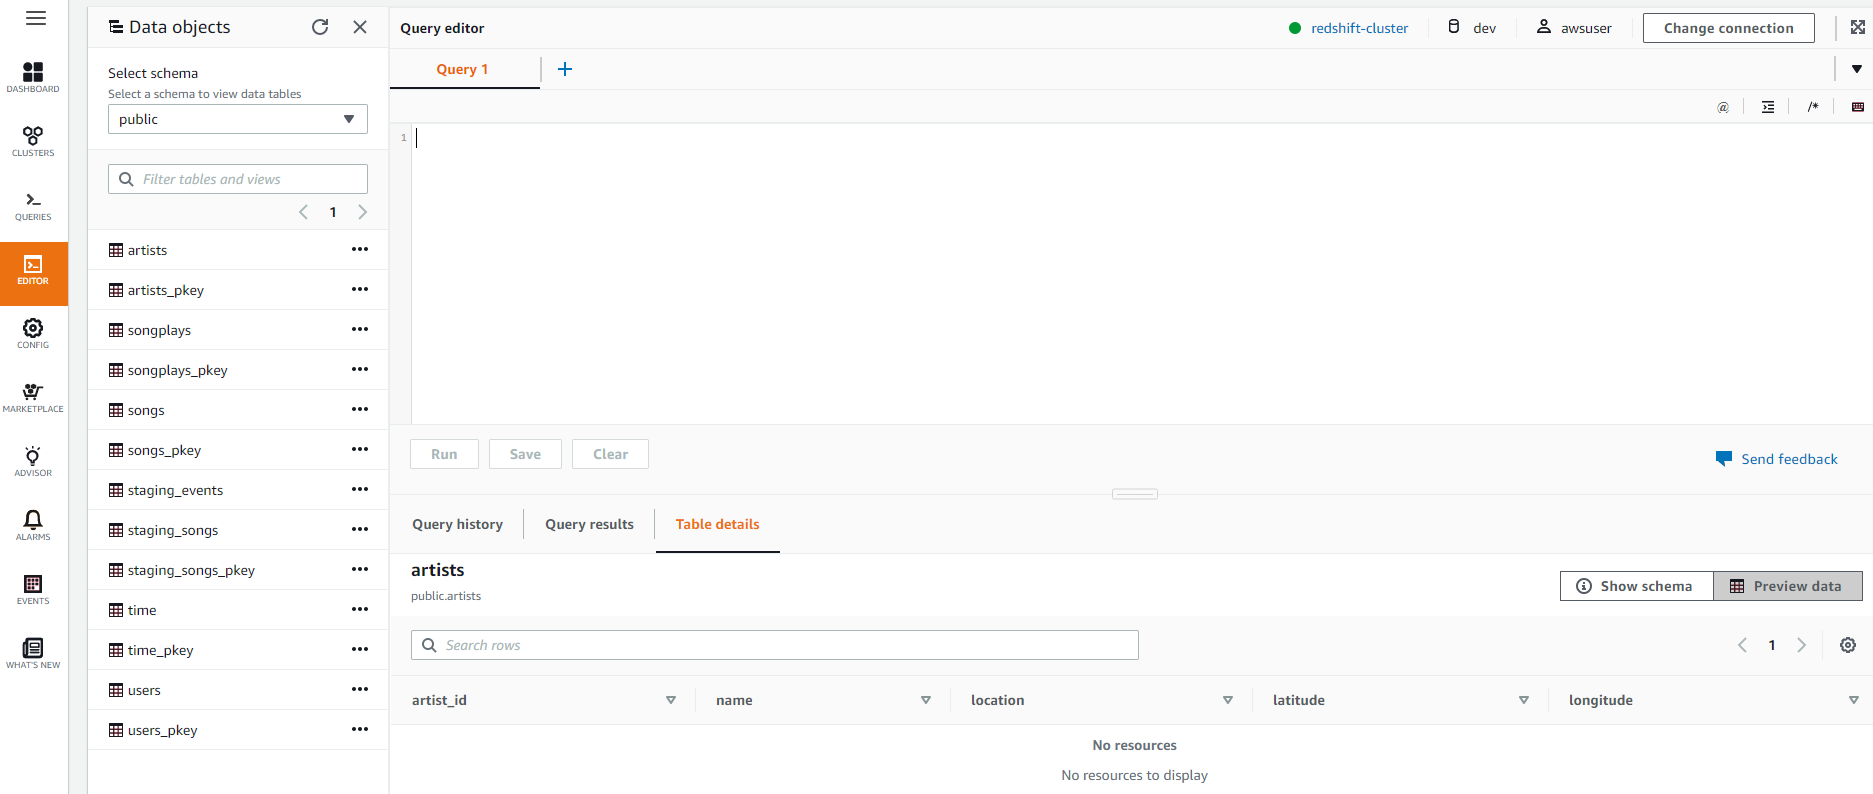 DASHBOARD
CLUSTERS
QUERIES
EDITOR
CONFIG
MARKETPLACE
ADVISOR
ALARMS
EVENTS
WHAT'S NEW
Data objects
Select schema
Select a schema to view data tables
public
Filter tables and views
1
artists
artists_pkey
songplays
songplays_pkey
songs
songs_pkey
staging_events
staging_songs
staging_songs_pkey
time
time_pkey
users
users_pkey
Query editor
redshift-cluster
dev
awsuser
Change connection
Query 1
@
/*
1
Run
Save
Clear
Send feedback
Query history
Query results
Table details
artists
public.artists
Show schema
Preview data
Search rows
1
artist_id
name
location
latitude
longitude
No resources
No resources to display